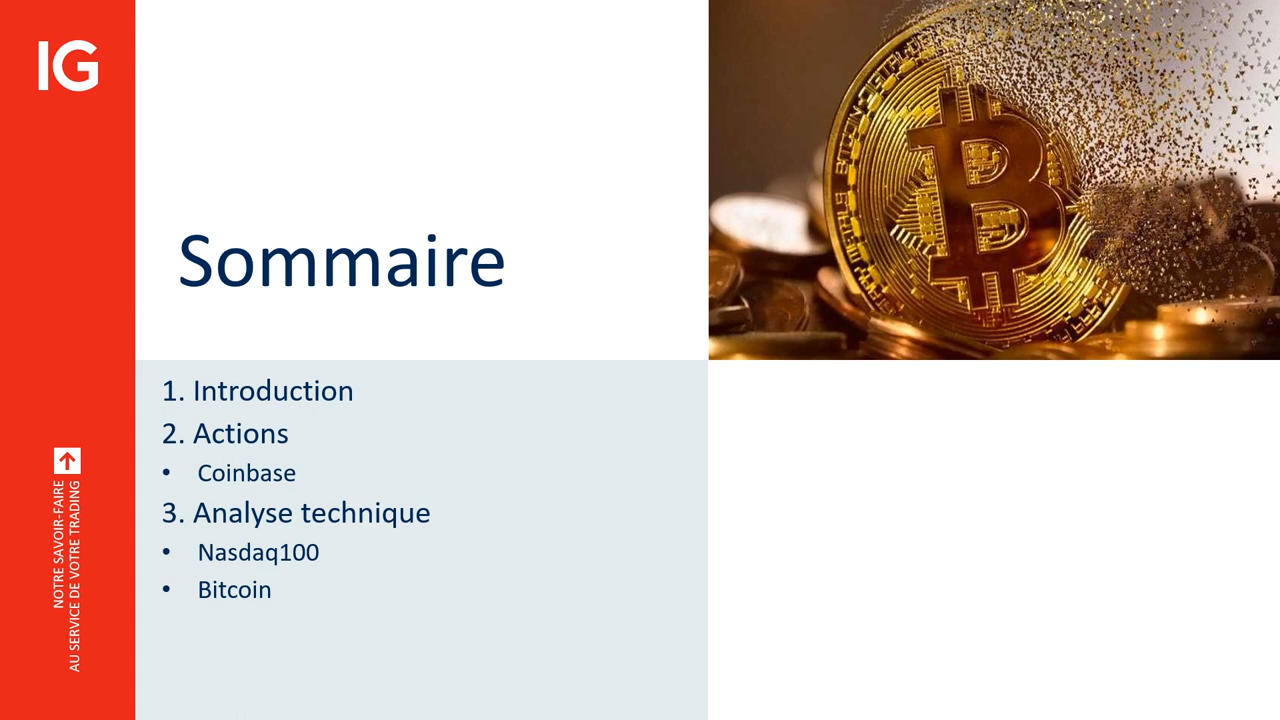 IG
Sommaire
1. Introduction
2. Actions
• Coinbase
3. Analyse technique
• Nasdaq100
• Bitcoin
NOTRE SAVOIR-FAIRE
AU SERVICE DE VOTRE TRADING